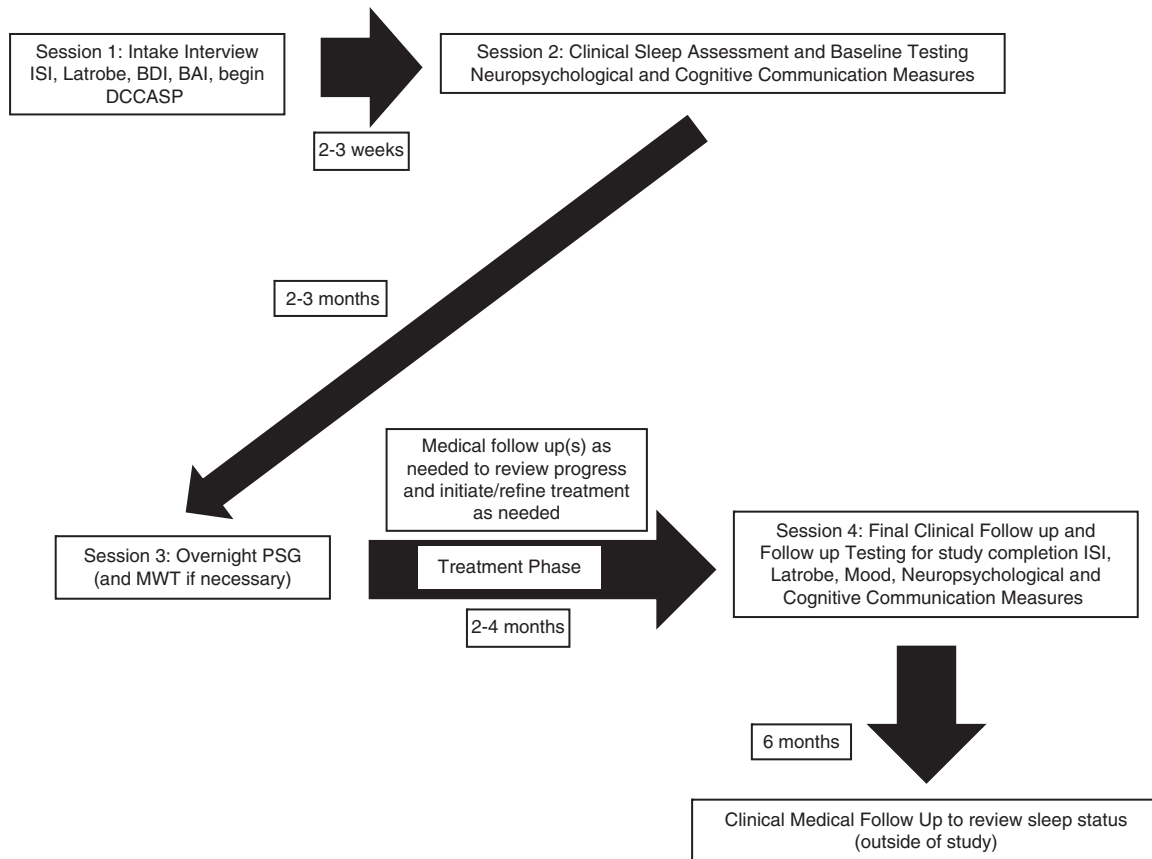 Session 1: Intake Interview
ISI, Latrobe, BDI, BAI, begin
DCCASP
2-3 weeks
Session 2: Clinical Sleep Assessment and Baseline Testing
Neuropsychological and Cognitive Communication Measures
2-3 months
Session 3: Overnight PSG
(and MWT if necessary)
Medical follow up(s) as
needed to review progress
and initiate/refine treatment
as needed
Treatment Phase
2-4 months
Session 4: Final Clinical Follow up and
Follow up Testing for study completion ISI,
Latrobe, Mood, Neuropsychological and
Cognitive Communication Measures
6 months
Clinical Medical Follow Up to review sleep status
(outside of study)